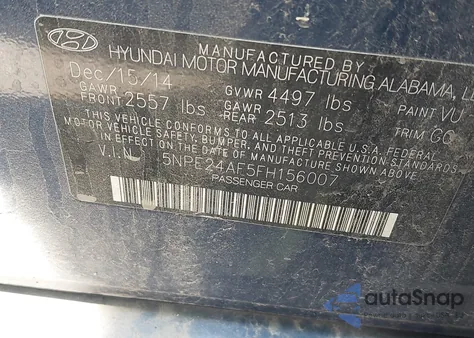 MANUFACTURED BY
HYUNDAI MOTOR MANUFACTURING ALABAMA, LL
Dec/15/14 GVWR 4497 lbs PAINT VU
GAWR FRONT 2557 lbs GAWR REAR 2513 lbs TRIM GC
THIS VEHICLE CONFORMS TO ALL APPLICABLE U.S. FEDERAL
MOTOR VEHICLE SAFETY, BUMPER, AND THEFT PREVENTION
STANDARDS IN EFFECT ON THE DATE OF MANUFACTURE SHOWN ABOVE
V.I.N 5NPE24AF5FH156007
PASSENGER CAR
autoSnap